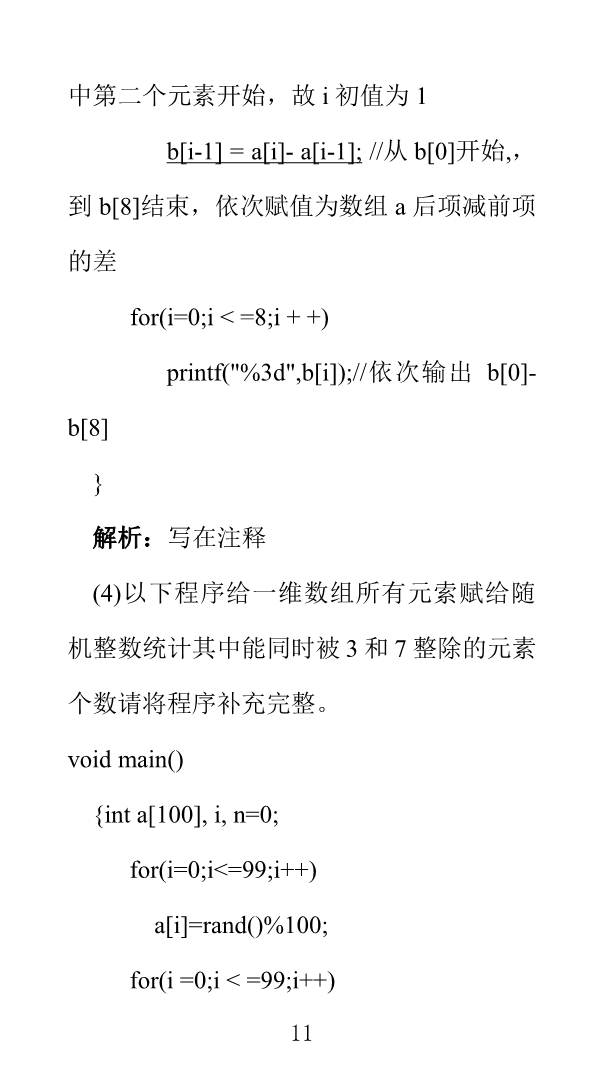 中第二个元素开始，故 i 初值为 1
b[i-1] = a[i]- a[i-1]; //从 b[0]开始,，
到 b[8]结束，依次赋值为数组 a 后项减前项
的差
for(i=0;i < =8;i + +)
printf("%3d",b[i]);//依次输出 b[0]-
b[8]
}
解析：写在注释
(4)以下程序给一维数组所有元素赋给随
机整数统计其中能同时被 3 和 7 整除的元素
个数请将程序补充完整。
void main()
{int a[100], i, n=0;
for(i=0;i<=99;i++)
a[i]=rand()%100;
for(i =0;i < =99;i++)
11